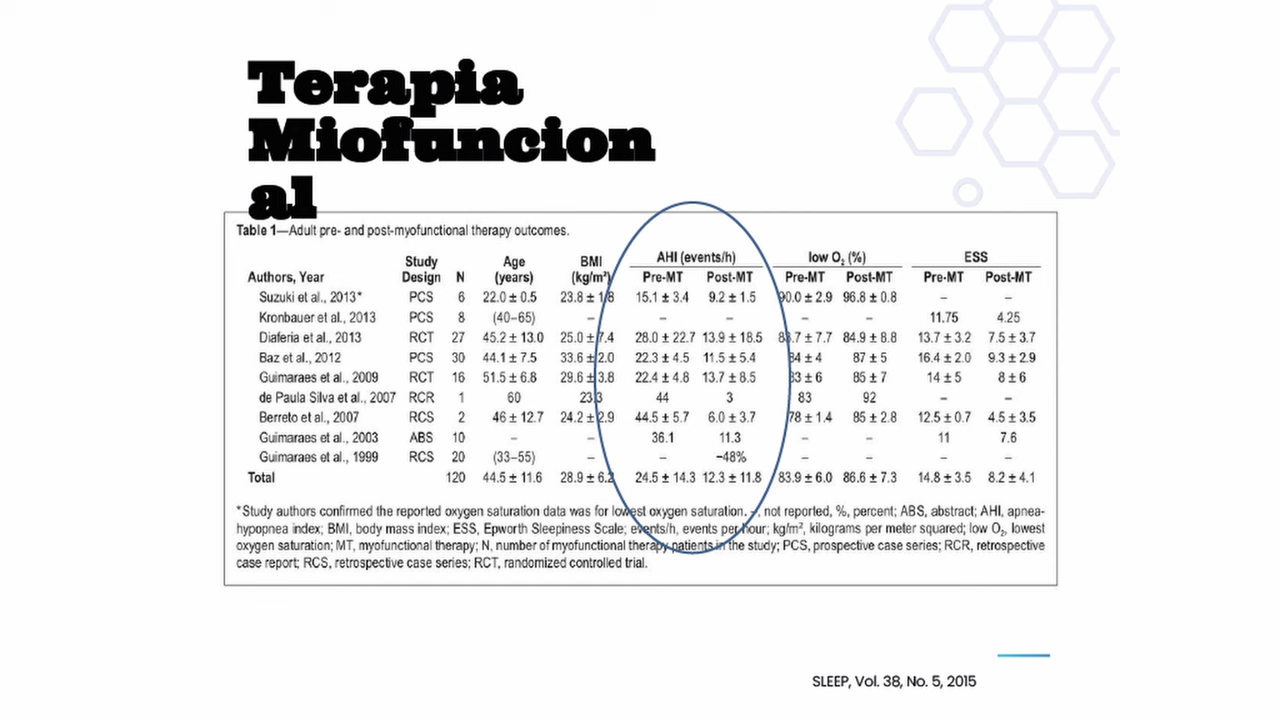 Terapia
Miofuncion
al
Table 1—Adult pre- and post-myofunctional therapy outcomes.
Study Age BMI AHI (events/h) low O₂ (%) ESS
Authors, Year Design N (years) (kg/m²) Pre-MT Post-MT Pre-MT Post-MT Pre-MT Post-MT
Suzuki et al., 2013* PCS 6 22.0 ± 0.5 23.8 ± 1.8 15.1 ± 3.4 9.2 ± 1.5 90.0 ± 2.9 96.8 ± 0.8 – –
Kronbauer et al., 2013 PCS 8 (40–65) – – – – – 11.75 4.25
Diaferia et al., 2013 RCT 27 45.2 ± 13.0 25.0 ± 7.4 28.0 ± 22.7 13.9 ± 18.5 83.7 ± 7.7 84.9 ± 8.8 13.7 ± 3.2 7.5 ± 3.7
Baz et al., 2012 PCS 30 44.1 ± 7.5 33.6 ± 2.0 22.3 ± 4.5 11.5 ± 5.4 84 ± 4 87 ± 5 16.4 ± 2.0 9.3 ± 2.9
Guimaraes et al., 2009 RCT 16 51.5 ± 6.8 29.6 ± 3.8 22.4 ± 4.8 13.7 ± 8.5 83 ± 6 85 ± 7 14 ± 5 8 ± 6
de Paula Silva et al., 2007 RCR 1 60 23.3 44 3 83 92 – –
Berreto et al., 2007 RCS 2 46 ± 12.7 24.2 ± 2.9 44.5 ± 5.7 6.0 ± 3.7 78 ± 1.4 85 ± 2.8 12.5 ± 0.7 4.5 ± 3.5
Guimaraes et al., 2003 ABS 10 – – 36.1 11.3 – – 11 7.6
Guimaraes et al., 1999 RCS 20 (33–55) – – −48% – – – –
Total 120 44.5 ± 11.6 28.9 ± 6.2 24.5 ± 14.3 12.3 ± 11.8 83.9 ± 6.0 86.6 ± 7.3 14.8 ± 3.5 8.2 ± 4.1
*Study authors confirmed the reported oxygen saturation data was for lowest oxygen saturation. –, not reported, %, percent; ABS, abstract; AHI, apnea-
hypopnea index; BMI, body mass index; ESS, Epworth Sleepiness Scale; events/h, events per hour; kg/m², kilograms per meter squared; low O₂, lowest
oxygen saturation; MT, myofunctional therapy; N, number of myofunctional therapy patients in the study; PCS, prospective case series; RCR, retrospective
case report; RCS, retrospective case series; RCT, randomized controlled trial.
SLEEP, Vol. 38, No. 5, 2015